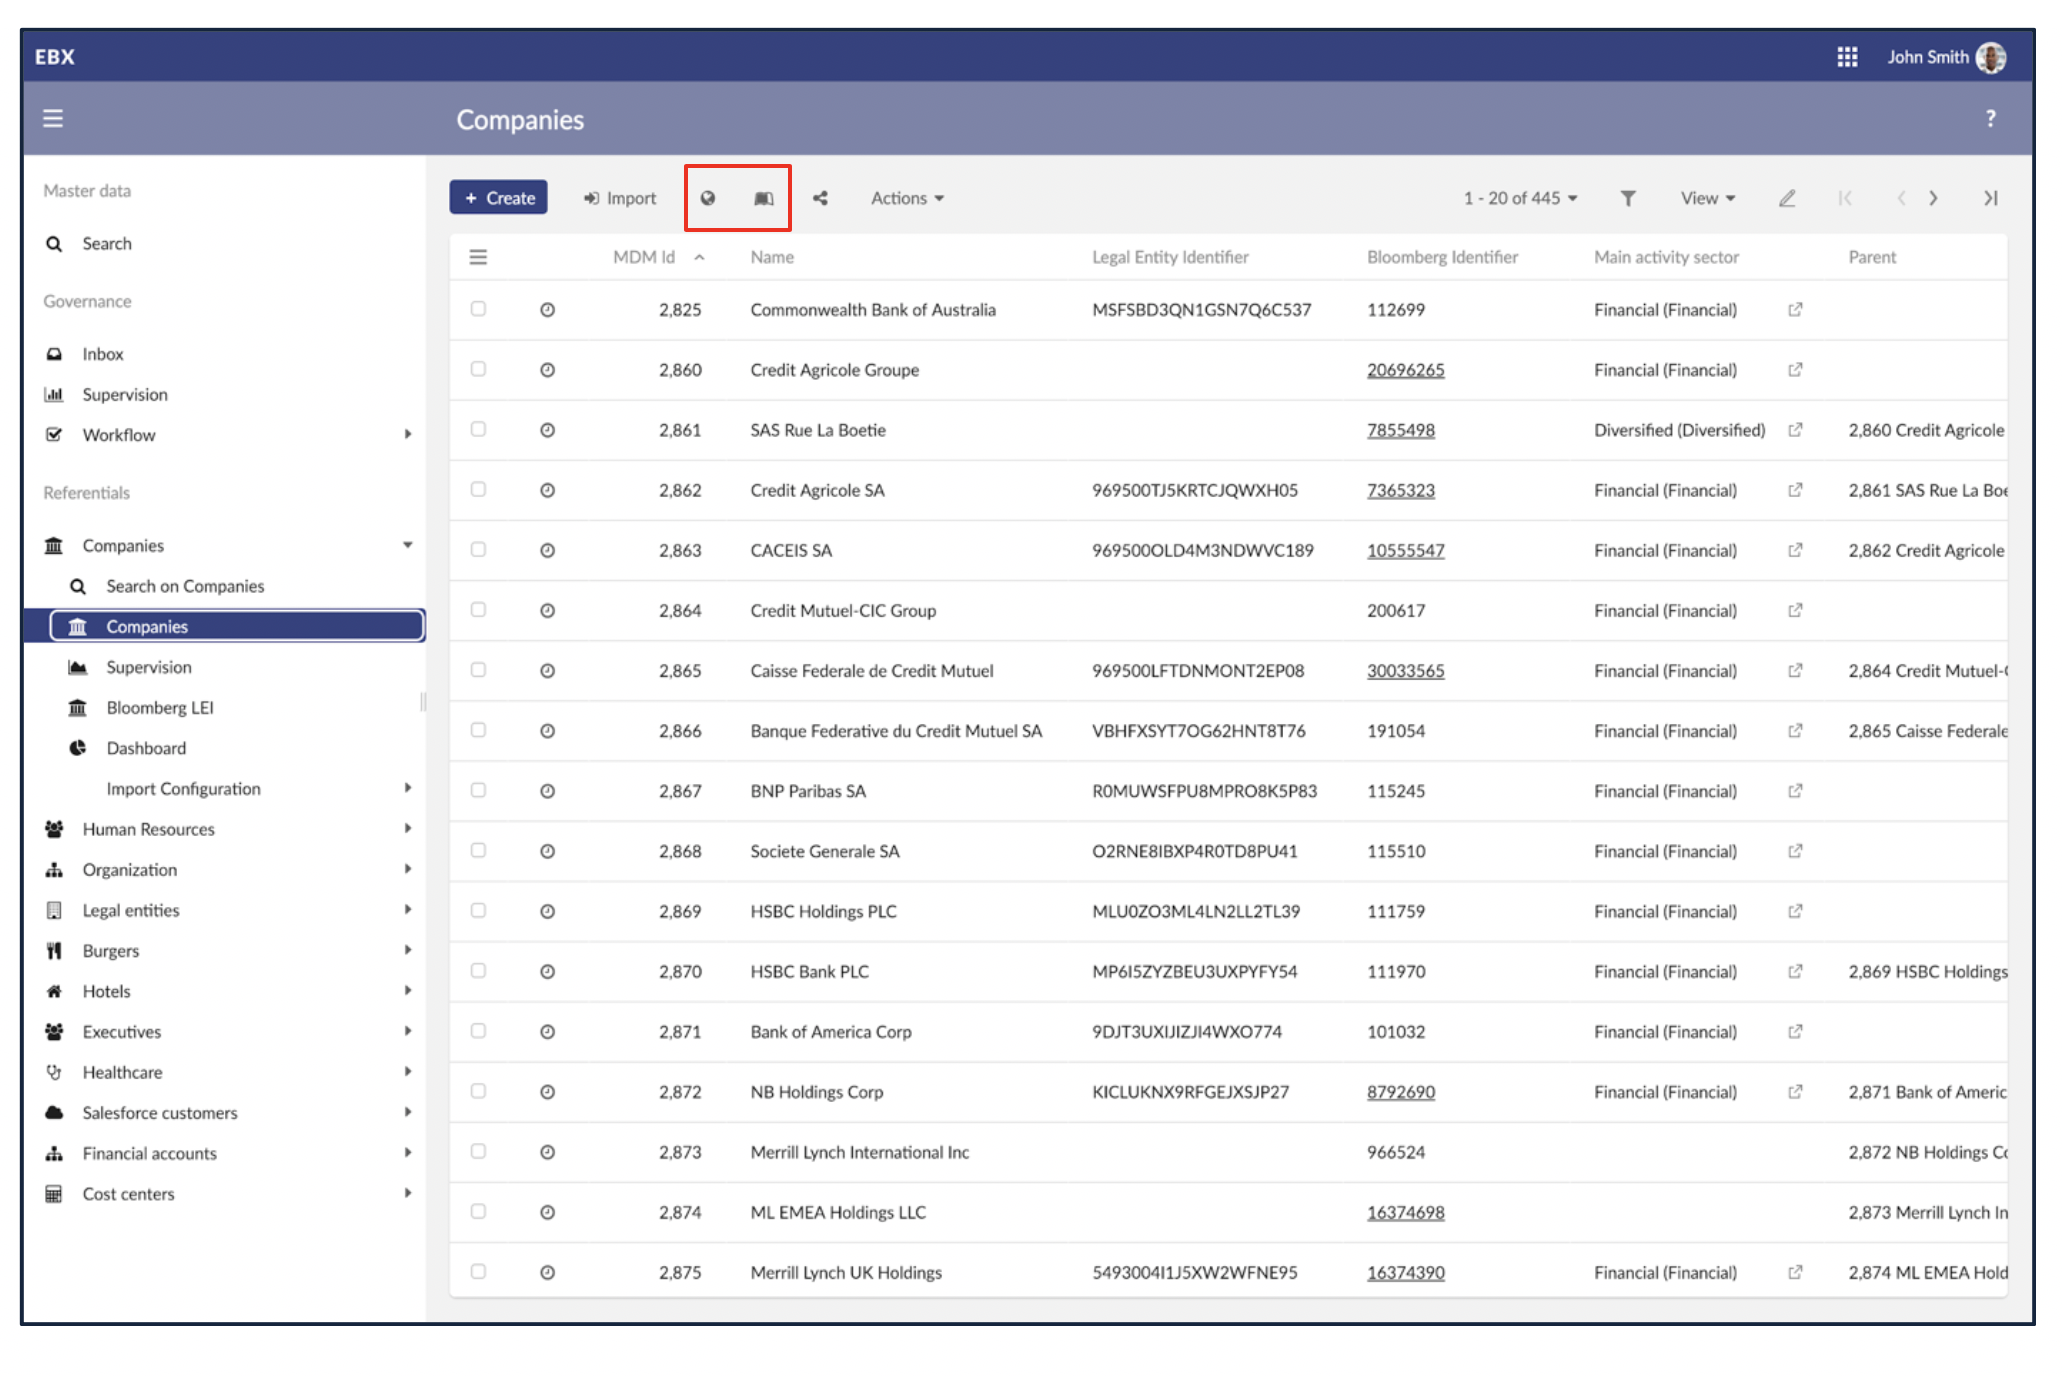 EBX
John Smith
Companies
?
Master data
Search
Governance
Inbox
Supervision
Workflow
Referentials
Companies
Search on Companies
Companies
Supervision
Bloomberg LEI
Dashboard
Import Configuration
Human Resources
Organization
Legal entities
Burgers
Hotels
Executives
Healthcare
Salesforce customers
Financial accounts
Cost centers
+ Create Import Actions 1 - 20 of 445 View
MDM Id Name Legal Entity Identifier Bloomberg Identifier Main activity sector Parent
2,825 Commonwealth Bank of Australia MSFSBD3QN1GSN7Q6C537 112699 Financial (Financial)
2,860 Credit Agricole Groupe 20696265 Financial (Financial)
2,861 SAS Rue La Boetie 7855498 Diversified (Diversified) 2,860 Credit Agricole
2,862 Credit Agricole SA 969500TJ5KRTCJQWXH05 7365323 Financial (Financial) 2,861 SAS Rue La Boe
2,863 CACEIS SA 969500OLD4M3NDWVC189 10555547 Financial (Financial) 2,862 Credit Agricole
2,864 Credit Mutuel-CIC Group 200617 Financial (Financial)
2,865 Caisse Federale de Credit Mutuel 969500LFTDNMONT2EP08 30033565 Financial (Financial) 2,864 Credit Mutuel-
2,866 Banque Federative du Credit Mutuel SA VBHFXSYT7OG62HNT8T76 191054 Financial (Financial) 2,865 Caisse Federale
2,867 BNP Paribas SA R0MUWSFPU8MPRO8K5P83 115245 Financial (Financial)
2,868 Societe Generale SA O2RNE8IBXP4R0TD8PU41 115510 Financial (Financial)
2,869 HSBC Holdings PLC MLU0ZO3ML4LN2LL2TL39 111759 Financial (Financial)
2,870 HSBC Bank PLC MP6I5ZYZBEU3UXPYFY54 111970 Financial (Financial) 2,869 HSBC Holdings
2,871 Bank of America Corp 9DJT3UXIJIZJI4WXO774 101032 Financial (Financial)
2,872 NB Holdings Corp KICLUKNX9RFGEJXSJP27 8792690 Financial (Financial) 2,871 Bank of Americ
2,873 Merrill Lynch International Inc 966524 2,872 NB Holdings Co
2,874 ML EMEA Holdings LLC 16374698 2,873 Merrill Lynch In
2,875 Merrill Lynch UK Holdings 5493004I1J5XW2WFNE95 16374390 Financial (Financial) 2,874 ML EMEA Hold